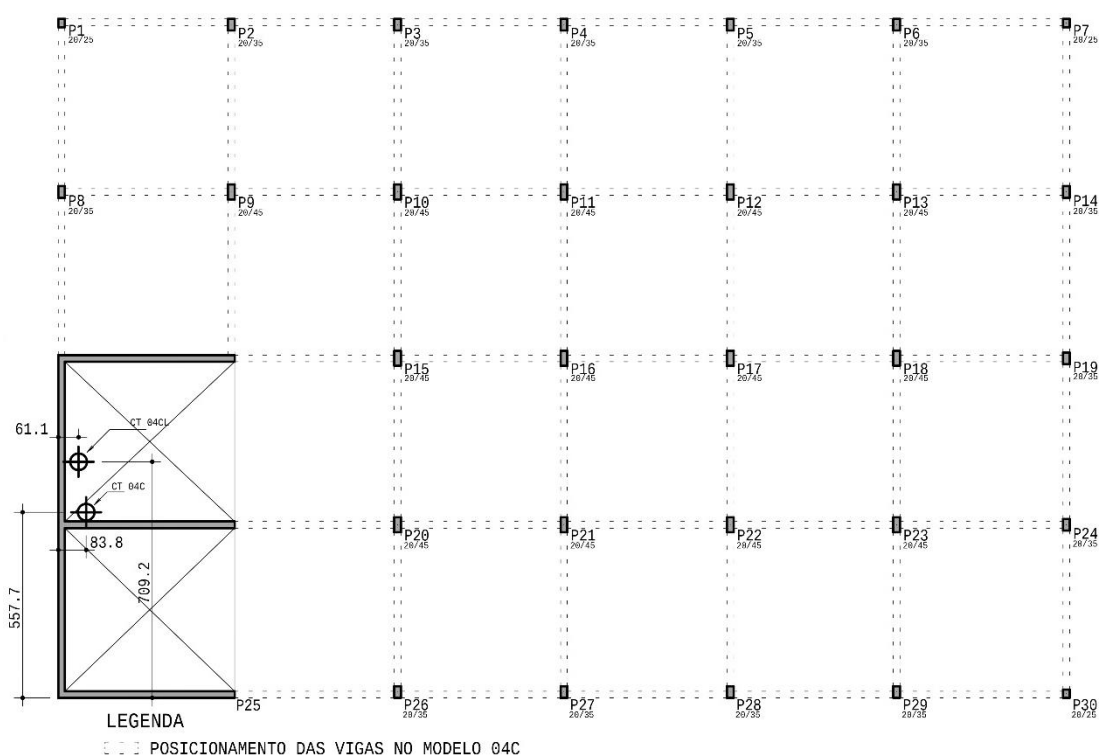 P1
20/25
P2
20/35
P3
20/35
P4
20/35
P5
20/35
P6
20/35
P7
20/25
P8
20/35
P9
20/45
P10
20/45
P11
20/45
P12
20/45
P13
20/45
P14
20/35
P15
20/45
P16
20/45
P17
20/45
P18
20/45
P19
20/35
61.1
CT 04CL
CT 04C
83.8
709.2
557.7
P20
20/45
P21
20/45
P22
20/45
P23
20/45
P24
20/35
P25
P26
20/35
P27
20/35
P28
20/35
P29
20/35
P30
20/25
LEGENDA
POSICIONAMENTO DAS VIGAS NO MODELO 04C